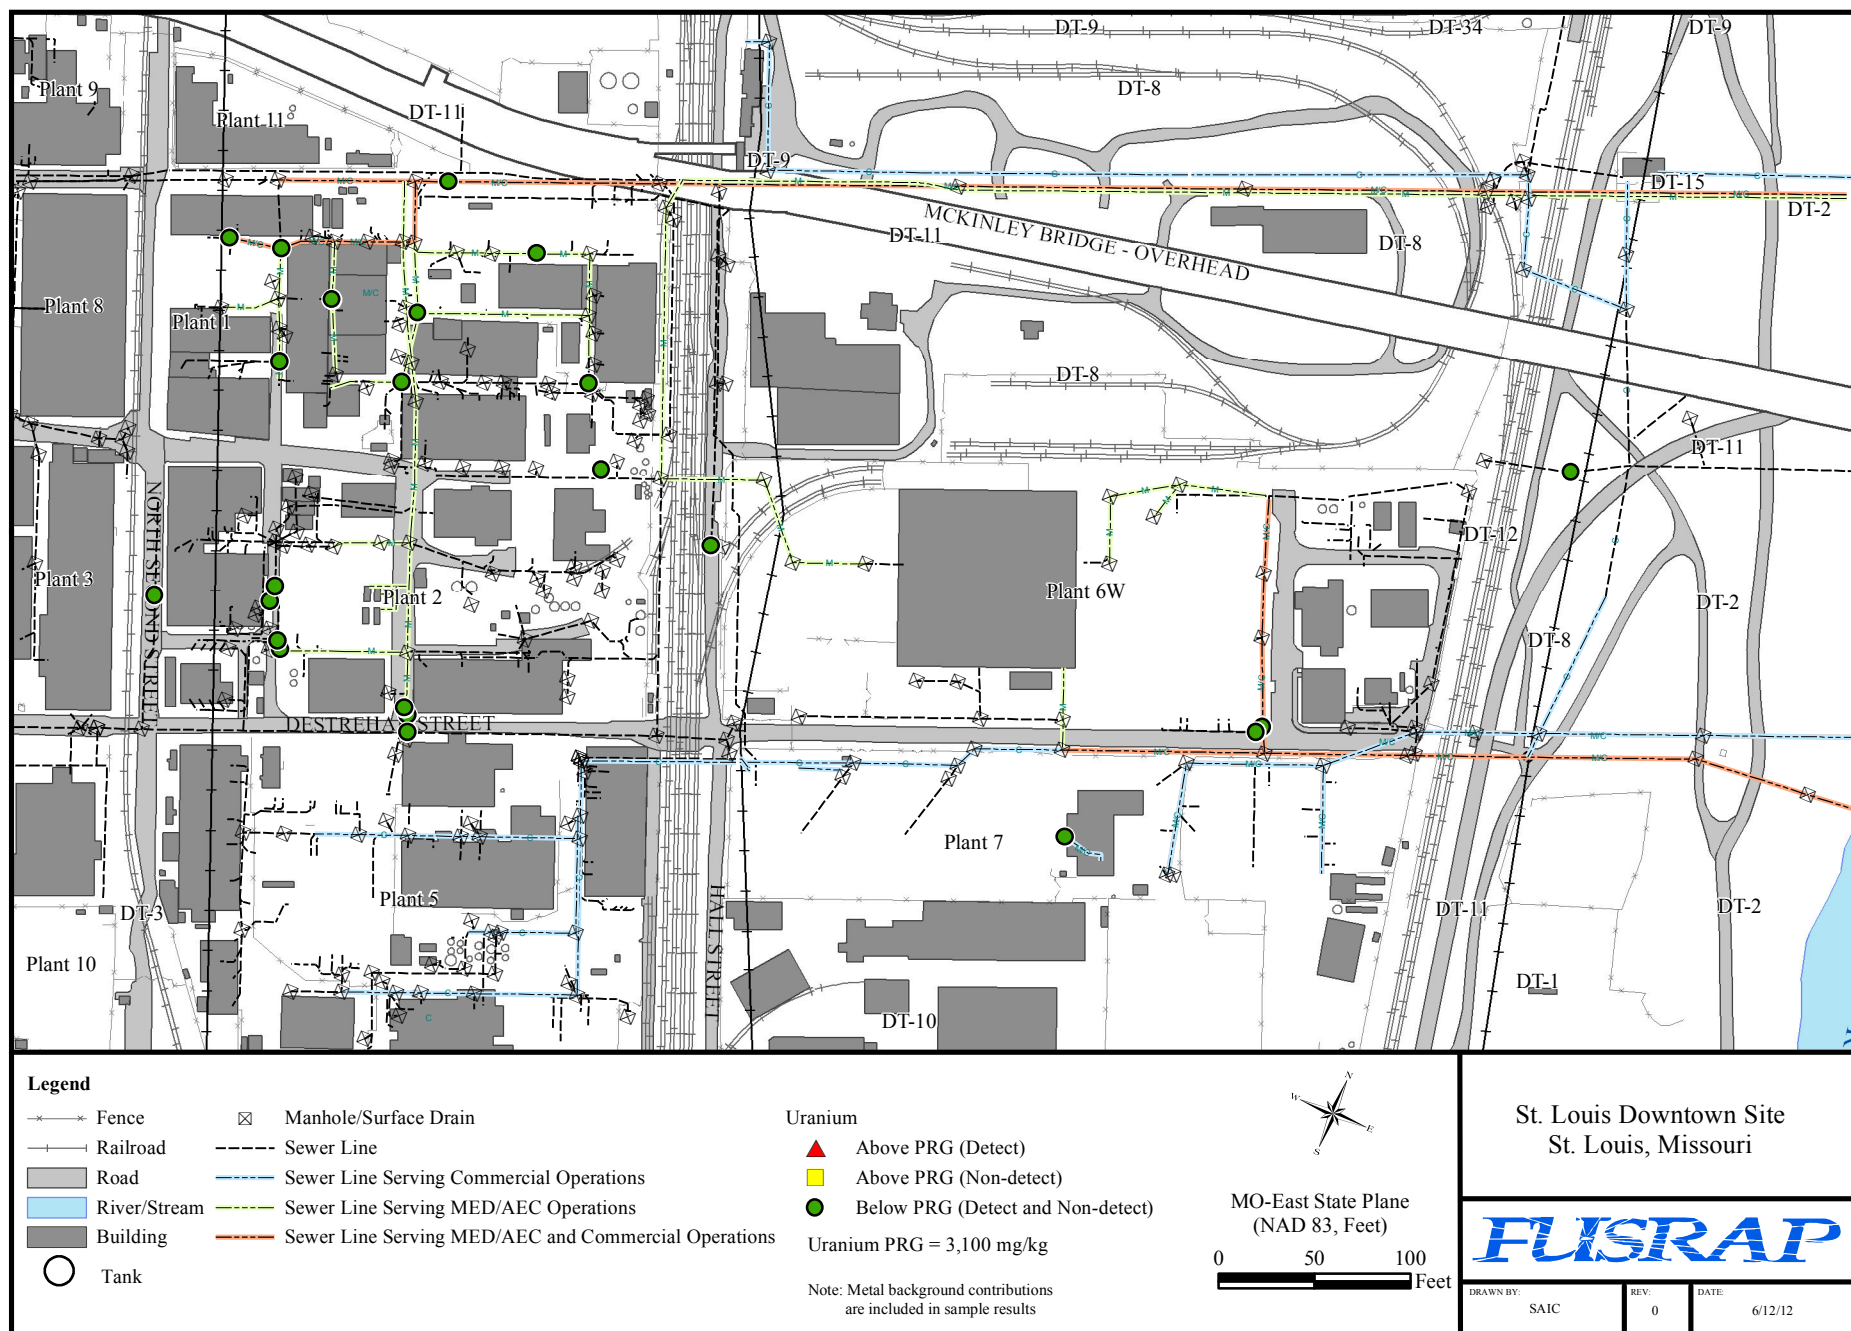 DT-9
DT-34
DT-9
Plant 9
DT-8
Plant 11
DT-11
DT-9
DT-15
DT-2
MCKINLEY BRIDGE - OVERHEAD
DT-11
DT-8
Plant 8
Plant 1
DT-8
DT-11
NORTH SECOND STREET
DT-12
Plant 3
Plant 2
Plant 6W
DT-2
DT-8
DESTREHAN STREET
Plant 7
Plant 5
HALL STREET
DT-3
DT-11
DT-2
Plant 10
DT-1
DT-10
Legend
Fence
Railroad
Road
River/Stream
Building
Tank
Manhole/Surface Drain
Sewer Line
Sewer Line Serving Commercial Operations
Sewer Line Serving MED/AEC Operations
Sewer Line Serving MED/AEC and Commercial Operations
Uranium
Above PRG (Detect)
Above PRG (Non-detect)
Below PRG (Detect and Non-detect)
Uranium PRG = 3,100 mg/kg
Note: Metal background contributions
are included in sample results
N
W
E
S
MO-East State Plane
(NAD 83, Feet)
0 50 100
Feet
St. Louis Downtown Site
St. Louis, Missouri
FUSRAP
DRAWN BY:
SAIC
REV:
0
DATE:
6/12/12